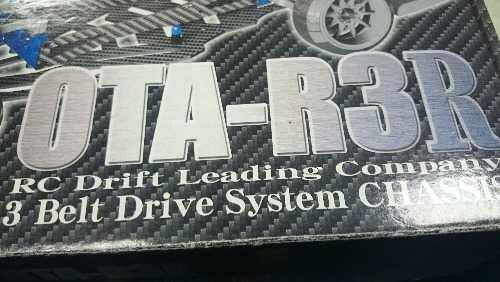 OTA-R3R
RC Drift Leading Company
3 Belt Drive System CHASSIS